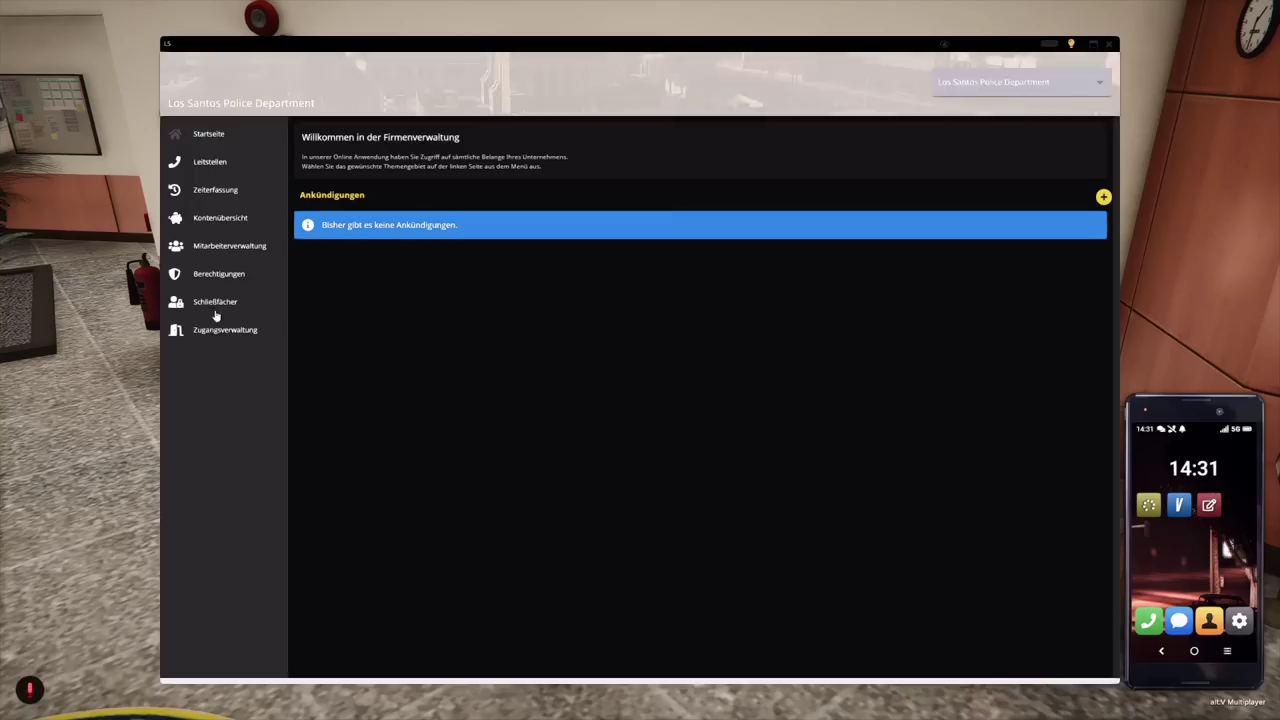 LS
Los Santos Police Department
Los Santos Police Department
Startseite
Leitstellen
Zeiterfassung
Kontenübersicht
Mitarbeiterverwaltung
Berechtigungen
Schließfächer
Zugangsverwaltung
Willkommen in der Firmenverwaltung
In unserer Online Anwendung haben Sie Zugriff auf sämtliche Belange Ihres Unternehmens.
Wählen Sie das gewünschte Themengebiet auf der linken Seite aus dem Menü aus.
Ankündigungen
Bisher gibt es keine Ankündigungen.
14:31
5G
14:31
alt:V Multiplayer